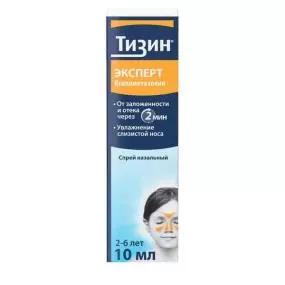 Тизин®
ЭКСПЕРТ
Ксилометазолин
• От заложенности
и отека
через 2 мин
• Увлажнение
слизистой носа
Спрей назальный
2-6 лет
10 мл